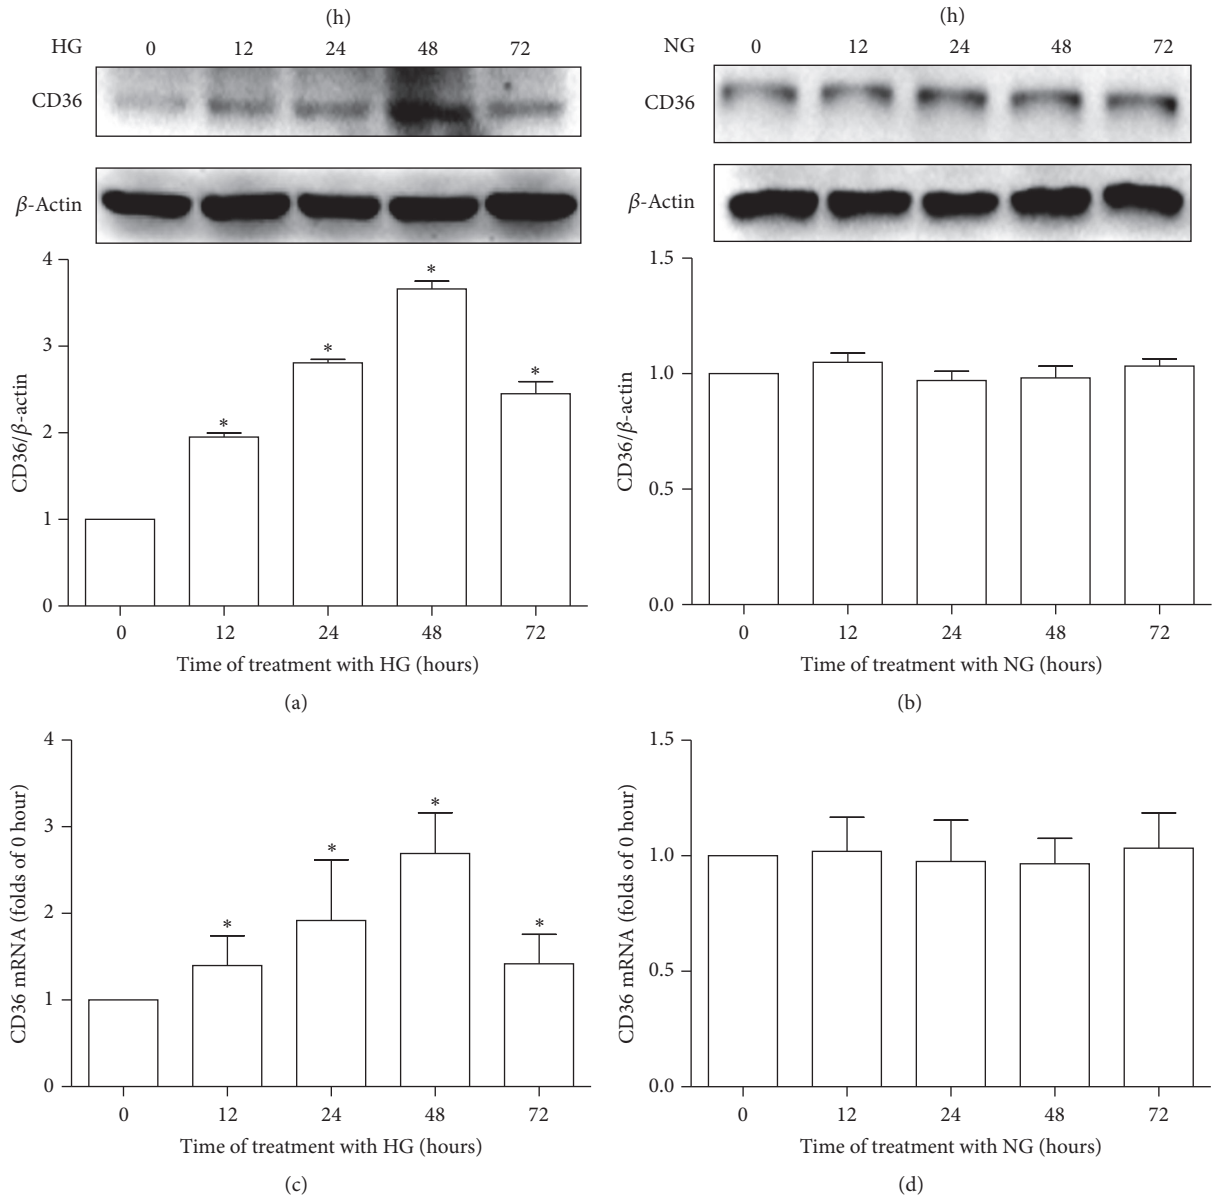 (h)
HG 0 12 24 48 72
CD36
β-Actin
4
3
2
1
0
CD36/β-actin
* * * *
0 12 24 48 72
Time of treatment with HG (hours)
(a)
(h)
NG 0 12 24 48 72
CD36
β-Actin
1.5
1.0
0.5
0.0
CD36/β-actin
0 12 24 48 72
Time of treatment with NG (hours)
(b)
4
3
2
1
0
CD36 mRNA (folds of 0 hour)
* * * *
0 12 24 48 72
Time of treatment with HG (hours)
(c)
1.5
1.0
0.5
0.0
CD36 mRNA (folds of 0 hour)
0 12 24 48 72
Time of treatment with NG (hours)
(d)